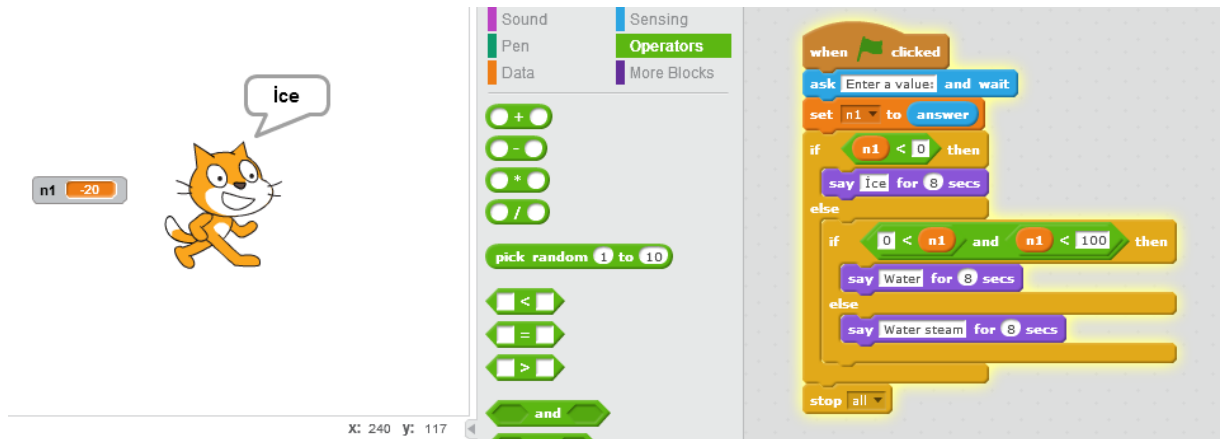 İce
n1 -20
X: 240 Y: 117
Sound Sensing
Pen Operators
Data More Blocks
+
-
*
/
pick random 1 to 10
<
=
>
and
when clicked
ask Enter a value: and wait
set n1 to answer
if n1 < 0 then
say İce for 8 secs
else
if 0 < n1 and n1 < 100 then
say Water for 8 secs
else
say Water steam for 8 secs
stop all